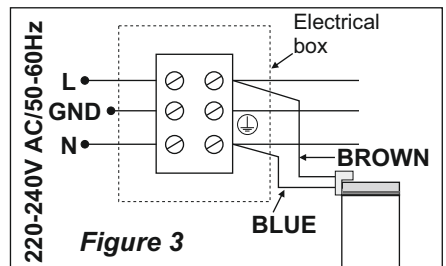 220-240V AC/50-60Hz
Electrical
box
L
GND
N
BROWN
BLUE
Figure 3